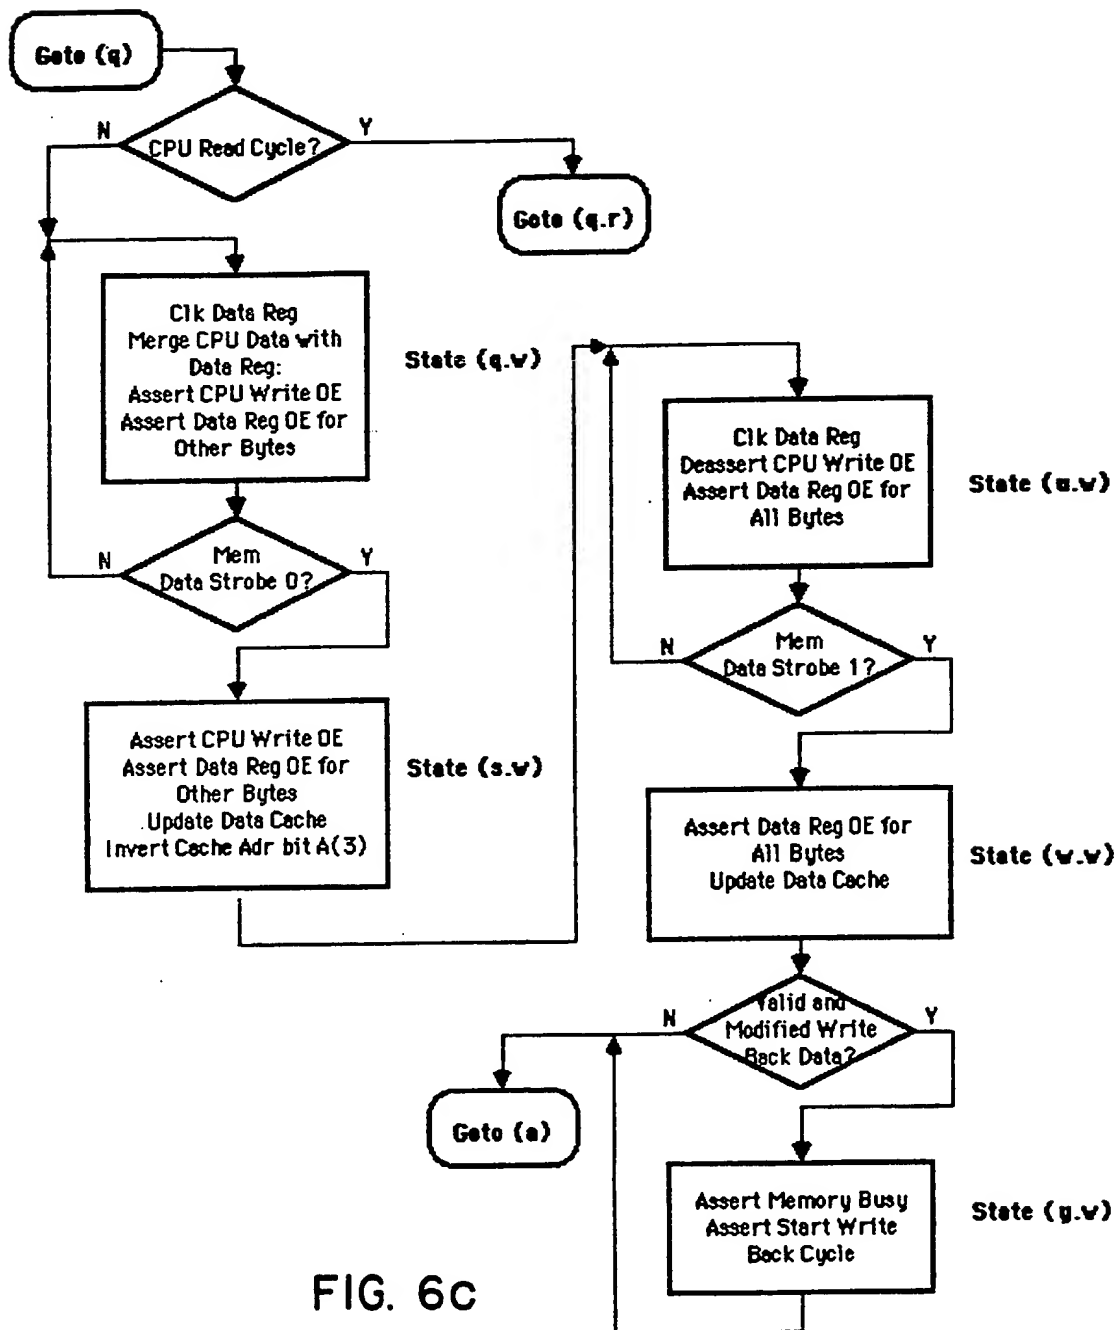 Goto (q)
N
Y
CPU Read Cycle?
Goto (q.r)
Clk Data Reg
Merge CPU Data with
Data Reg:
Assert CPU Write OE
Assert Data Reg OE for
Other Bytes
State (q.w)
N
Y
Mem
Data Strobe 0?
Assert CPU Write OE
Assert Data Reg OE for
Other Bytes
Update Data Cache
Invert Cache Adr bit A(3)
State (s.w)
Clk Data Reg
Deassert CPU Write OE
Assert Data Reg OE for
All Bytes
State (u.w)
N
Y
Mem
Data Strobe 1?
Assert Data Reg OE for
All Bytes
Update Data Cache
State (w.w)
N
Y
Valid and
Modified Write
Back Data?
Goto (a)
Assert Memory Busy
Assert Start Write
Back Cycle
State (y.w)
FIG. 6c